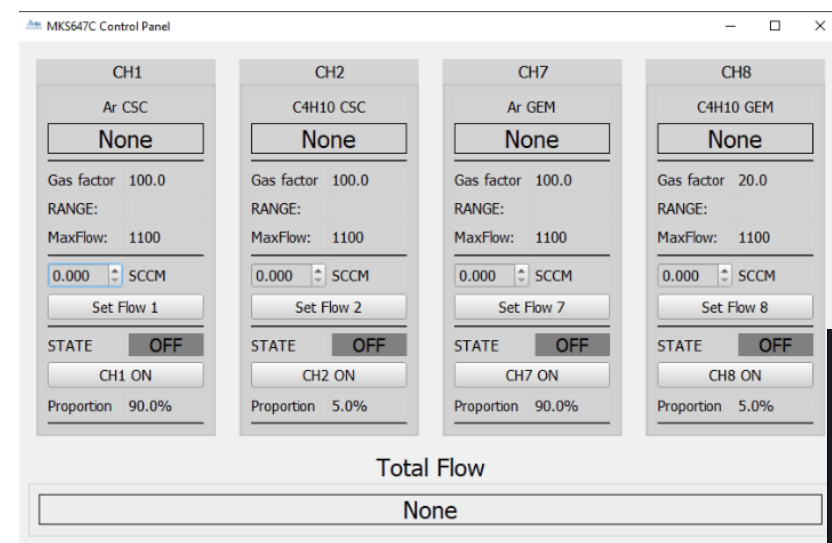 MKS647C Control Panel
CH1
Ar CSC
None
Gas factor 100.0
RANGE:
MaxFlow: 1100
0.000 SCCM
Set Flow 1
STATE OFF
CH1 ON
Proportion 90.0%
CH2
C4H10 CSC
None
Gas factor 100.0
RANGE:
MaxFlow: 1100
0.000 SCCM
Set Flow 2
STATE OFF
CH2 ON
Proportion 5.0%
CH7
Ar GEM
None
Gas factor 100.0
RANGE:
MaxFlow: 1100
0.000 SCCM
Set Flow 7
STATE OFF
CH7 ON
Proportion 90.0%
CH8
C4H10 GEM
None
Gas factor 20.0
RANGE:
MaxFlow: 1100
0.000 SCCM
Set Flow 8
STATE OFF
CH8 ON
Proportion 5.0%
Total Flow
None